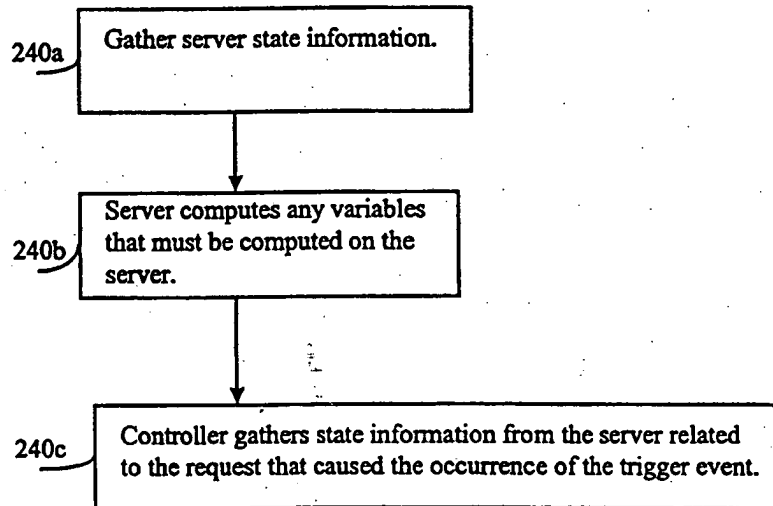 240a
Gather server state information.
240b
Server computes any variables
that must be computed on the
server.
240c
Controller gathers state information from the server related
to the request that caused the occurrence of the trigger event.